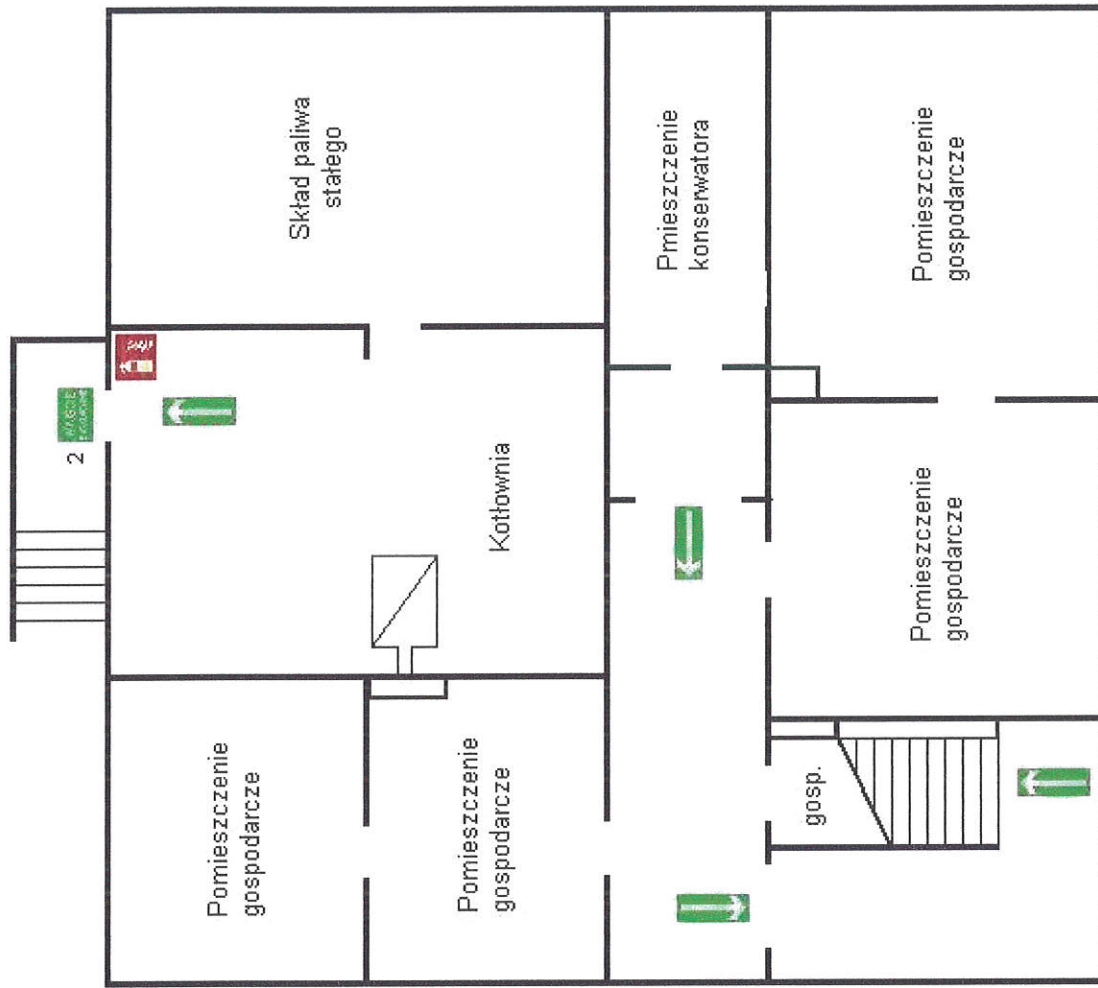 Skład paliwa
stałego
2
Kotłownia
Pmieszczenie
konserwatora
Pomieszczenie
gospodarcze
Pomieszczenie
gospodarcze
Pomieszczenie
gospodarcze
Pomieszczenie
gospodarcze
gosp.